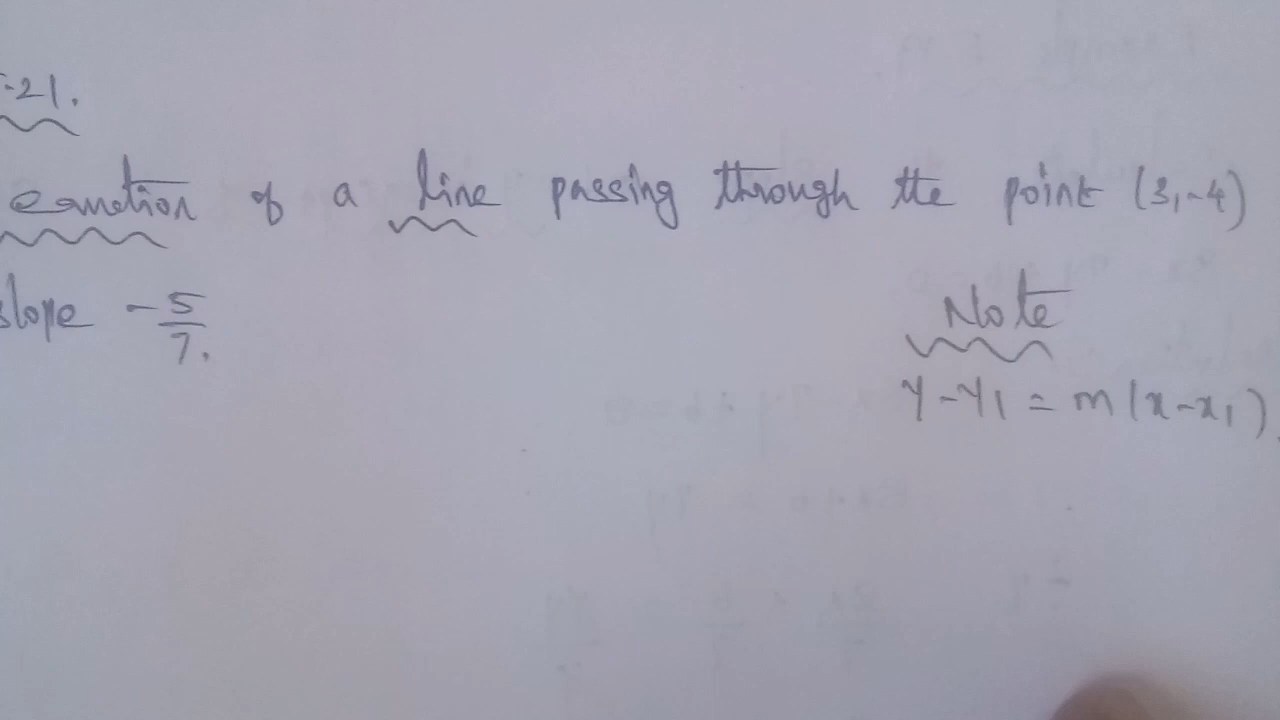 -21.
equation of a line passing through the point (3,-4)
slope -5/7.
Note
y-y1 = m(x-x1).